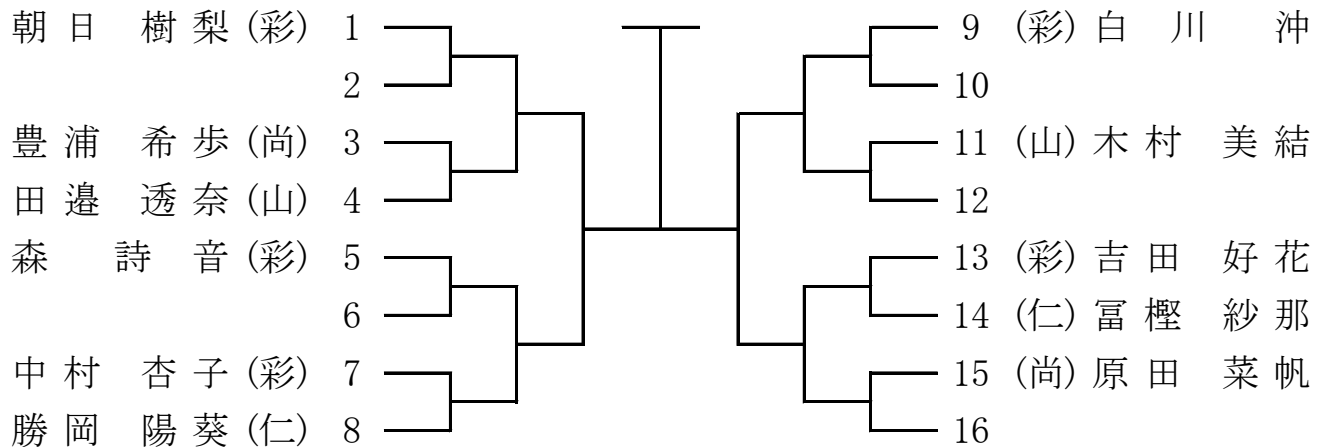 朝日 樹梨 (彩) 1
2
豊浦 希歩 (尚) 3
田邉 透奈 (山) 4
森 詩音 (彩) 5
6
中村 杏子 (彩) 7
勝岡 陽葵 (仁) 8
9 (彩) 白川 沖
10
11 (山) 木村 美結
12
13 (彩) 吉田 好花
14 (仁) 冨樫 紗那
15 (尚) 原田 菜帆
16